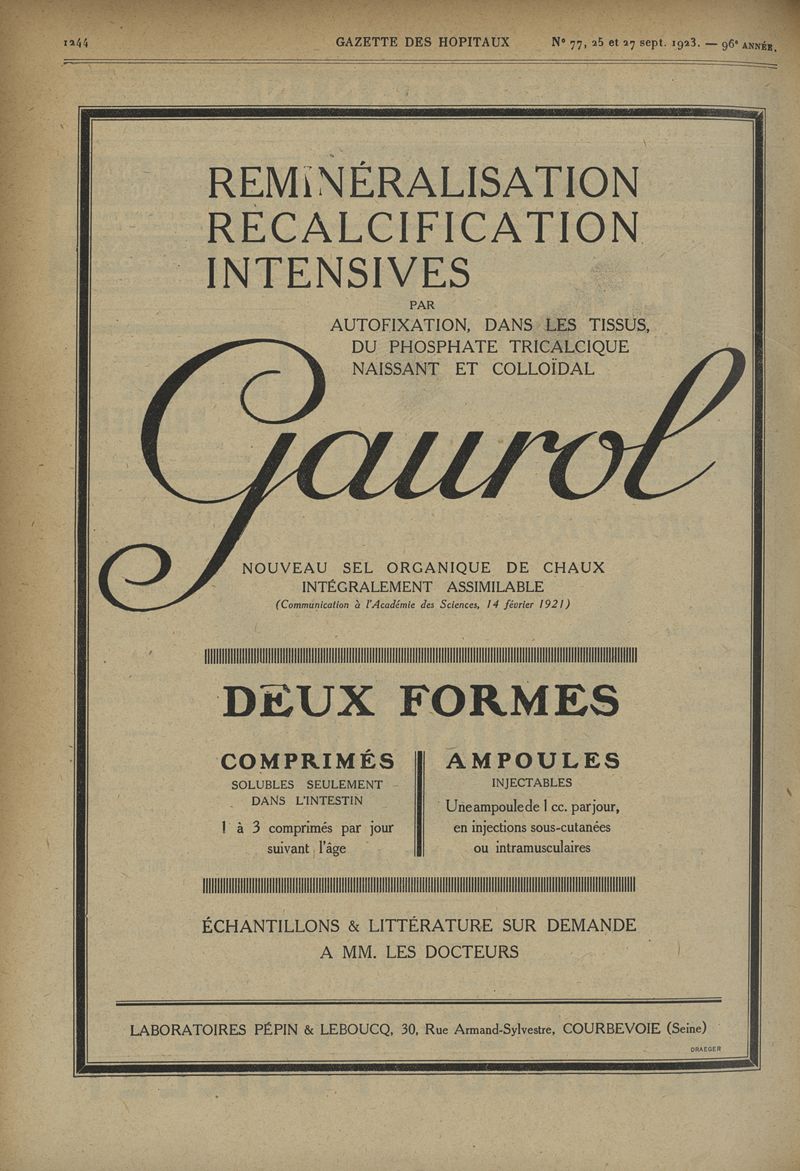 1244 GAZETTE DES HOPITAUX N° 77, 25 et 27 sept. 1923. — 96e ANNÉE.
REMINÉRALISATION
RECALCIFICATION
INTENSIVES
PAR
AUTOFIXATION, DANS LES TISSUS,
DU PHOSPHATE TRICALCIQUE
NAISSANT ET COLLOÏDAL
Gaurol
NOUVEAU SEL ORGANIQUE DE CHAUX
INTÉGRALEMENT ASSIMILABLE
(Communication à l'Académie des Sciences, 14 février 1921)
DEUX FORMES
COMPRIMÉS
SOLUBLES SEULEMENT
DANS L'INTESTIN
1 à 3 comprimés par jour
suivant l'âge
AMPOULES
INJECTABLES
Une ampoule de 1 cc. par jour,
en injections sous-cutanées
ou intramusculaires
ÉCHANTILLONS & LITTÉRATURE SUR DEMANDE
A MM. LES DOCTEURS
LABORATOIRES PÉPIN & LEBOUCQ, 30, Rue Armand-Sylvestre, COURBEVOIE (Seine)
DRAEGER